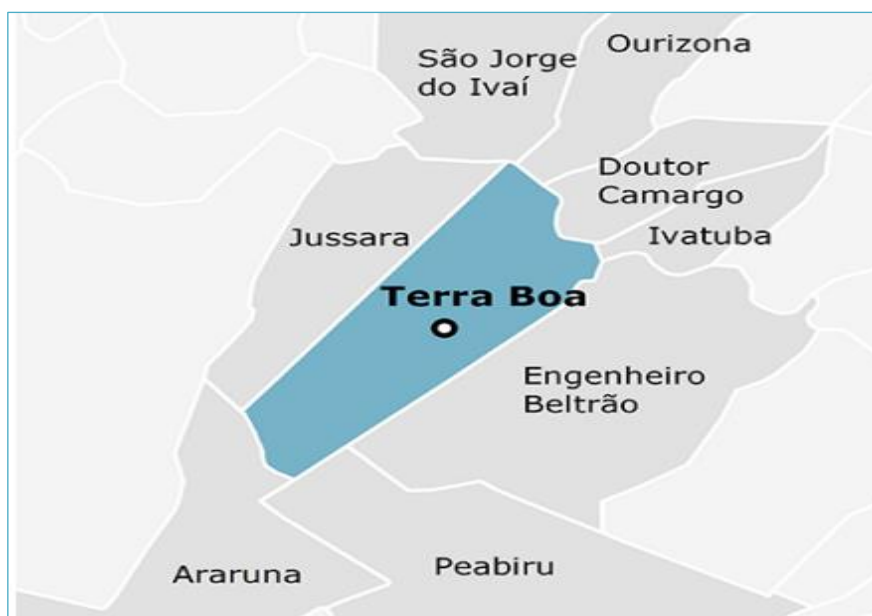 Ourizona
São Jorge
do Ivaí
Doutor
Camargo
Ivatuba
Jussara
Terra Boa
Engenheiro
Beltrão
Araruna
Peabiru